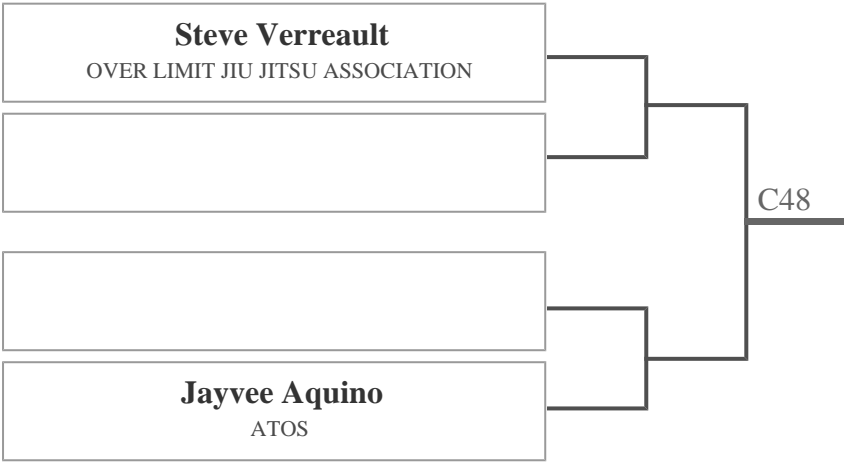 Steve Verreault
OVER LIMIT JIU JITSU ASSOCIATION
C48
Jayvee Aquino
ATOS